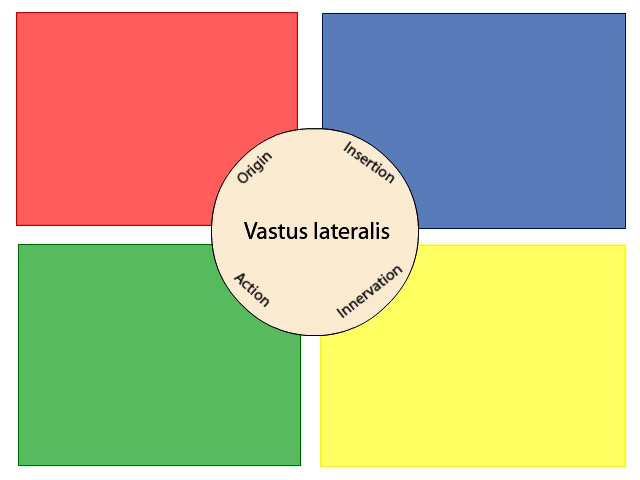 Origin
Insertion
Vastus lateralis
Action
Innervation